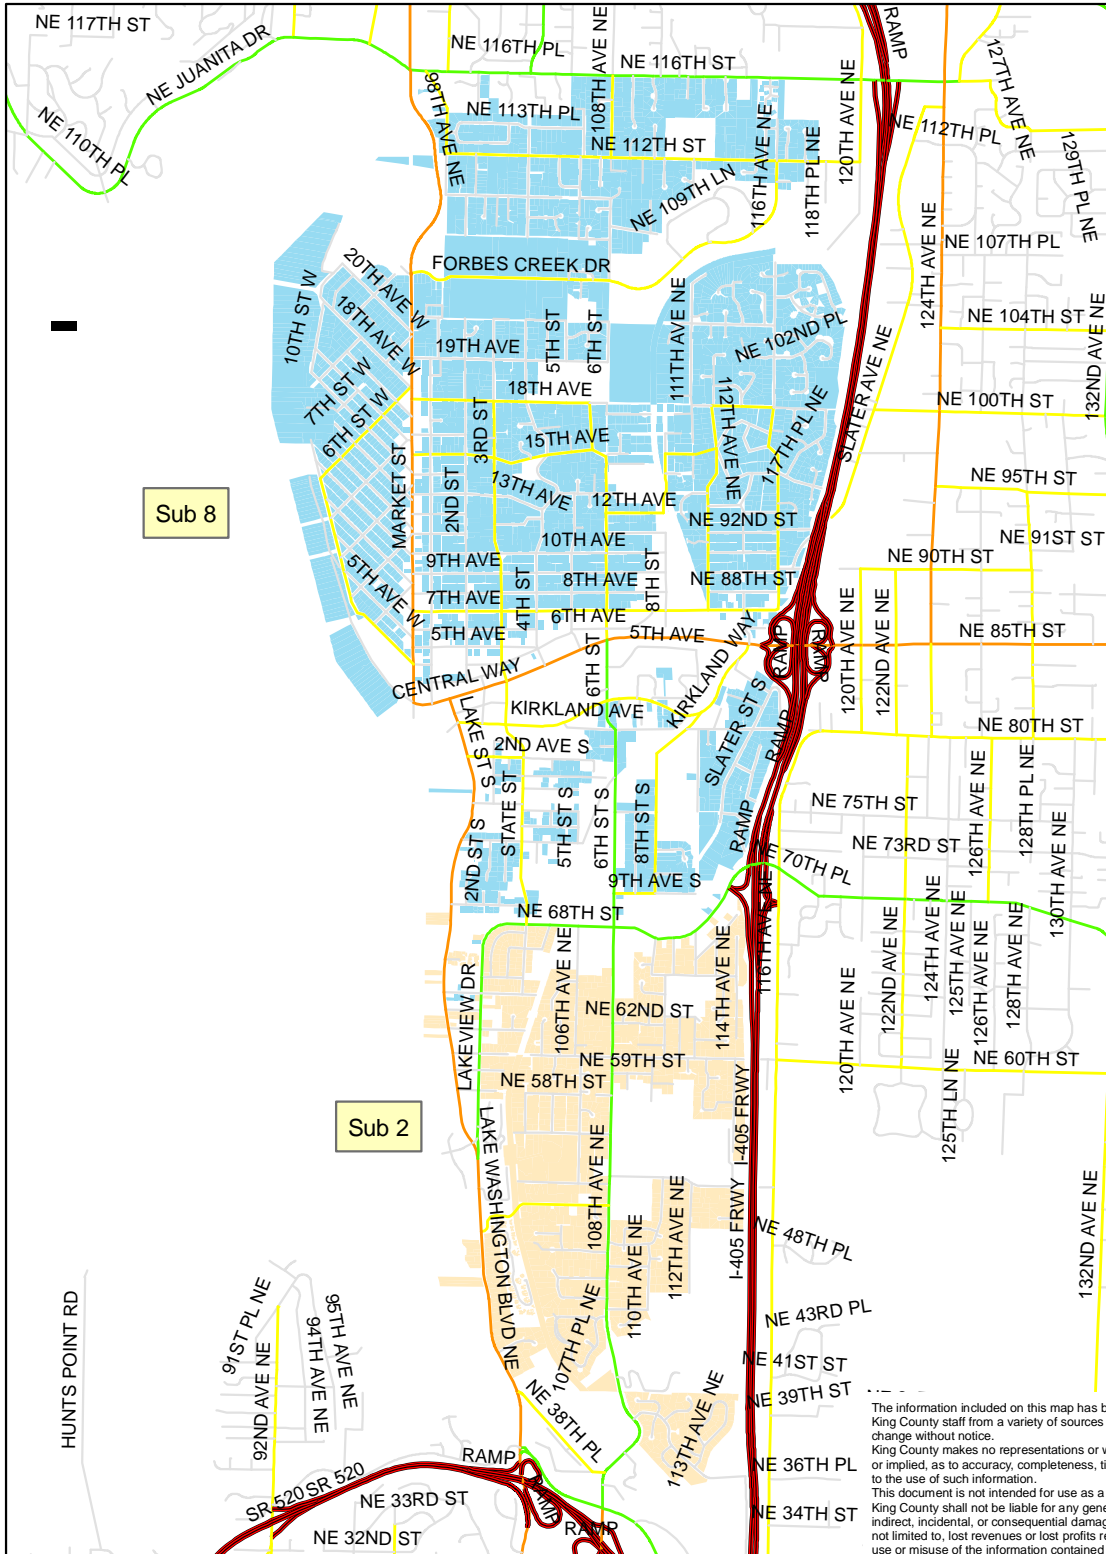 NE 117TH ST
NE JUANITA DR
NE 110TH PL
NE 116TH PL
108TH AVE NE
NE 116TH ST
RAMP
127TH AVE NE
98TH AVE NE
NE 113TH PL
NE 112TH ST
116TH AVE NE
118TH PL NE
120TH AVE NE
NE 112TH PL
129TH PL NE
NE 109TH LN
124TH AVE NE
NE 107TH PL
20TH AVE W
FORBES CREEK DR
10TH ST W
18TH AVE W
19TH AVE
5TH ST
6TH ST
111TH AVE NE
NE 102ND PL
NE 104TH ST
132ND AVE NE
7TH ST W
6TH ST W
18TH AVE
3RD ST
15TH AVE
112TH AVE NE
117TH PL NE
SLATER AVE NE
NE 100TH ST
MARKET ST
2ND ST
13TH AVE
12TH AVE
NE 95TH ST
Sub 8
NE 92ND ST
10TH AVE
NE 91ST ST
NE 90TH ST
5TH AVE W
9TH AVE
8TH AVE
8TH ST
NE 88TH ST
7TH AVE
4TH ST
6TH AVE
5TH AVE
5TH AVE
6TH ST
KIRKLAND WAY
RAMP
RAMP
120TH AVE NE
122ND AVE NE
NE 85TH ST
CENTRAL WAY
KIRKLAND AVE
LAKE ST S
2ND AVE S
SLATER ST S
RAMP
NE 80TH ST
STATE ST
5TH ST S
6TH ST S
8TH ST S
RAMP
NE 75TH ST
126TH AVE NE
128TH PL NE
NE 73RD ST
130TH AVE NE
2ND ST S
9TH AVE S
NE 70TH PL
NE 68TH ST
116TH AVE NE
LAKEVIEW DR
106TH AVE NE
114TH AVE NE
122ND AVE NE
124TH AVE NE
125TH AVE NE
126TH AVE NE
128TH AVE NE
NE 62ND ST
120TH AVE NE
NE 59TH ST
NE 58TH ST
NE 60TH ST
125TH LN NE
Sub 2
I-405 FRWY
I-405 FRWY
LAKE WASHINGTON BLVD NE
108TH AVE NE
110TH AVE NE
112TH AVE NE
NE 48TH PL
132ND AVE NE
HUNTS POINT RD
91ST PL NE
92ND AVE NE
94TH AVE NE
95TH AVE NE
107TH PL NE
NE 43RD PL
NE 41ST ST
NE 39TH ST
NE 38TH PL
113TH AVE NE
RAMP
SR 520
SR 520
NE 33RD ST
NE 32ND ST
RAMP
RAMP
NE 36TH PL
NE 34TH ST
The information included on this map has b
King County staff from a variety of sources
change without notice.
King County makes no representations or w
or implied, as to accuracy, completeness, ti
to the use of such information.
This document is not intended for use as a
King County shall not be liable for any gene
indirect, incidental, or consequential damag
not limited to, lost revenues or lost profits re
use or misuse of the information contained